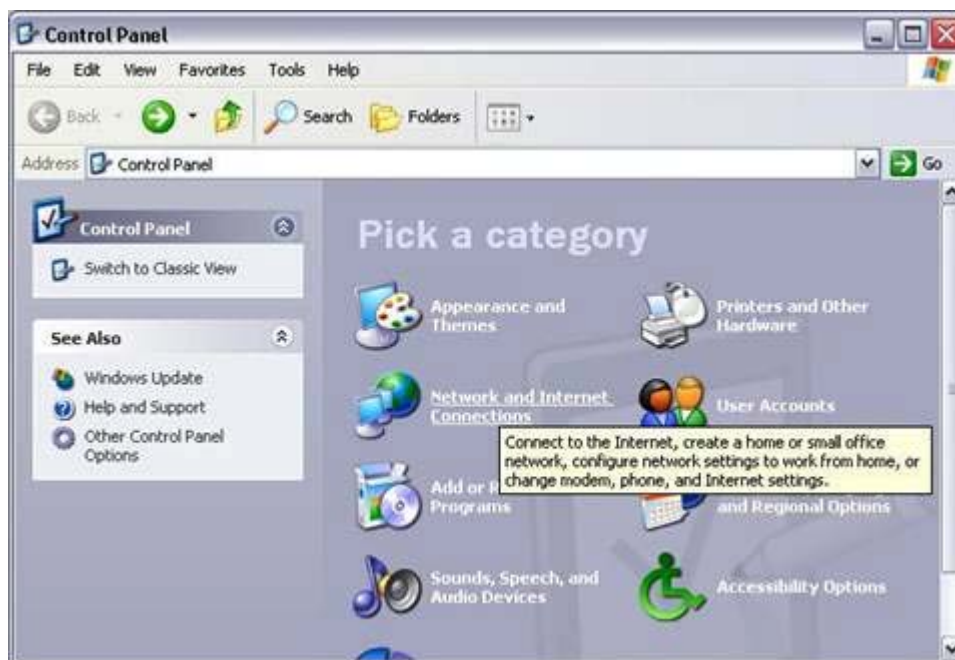 Control Panel
File Edit View Favorites Tools Help
Back Search Folders
Address Control Panel Go
Control Panel
Switch to Classic View
See Also
Windows Update
Help and Support
Other Control Panel
Options
Pick a category
Appearance and
Themes
Printers and Other
Hardware
Network and Internet
Connections
User Accounts
Connect to the Internet, create a home or small office
network, configure network settings to work from home, or
change modem, phone, and Internet settings.
Add or
Programs
and Regional Options
Sounds, Speech, and
Audio Devices
Accessibility Options